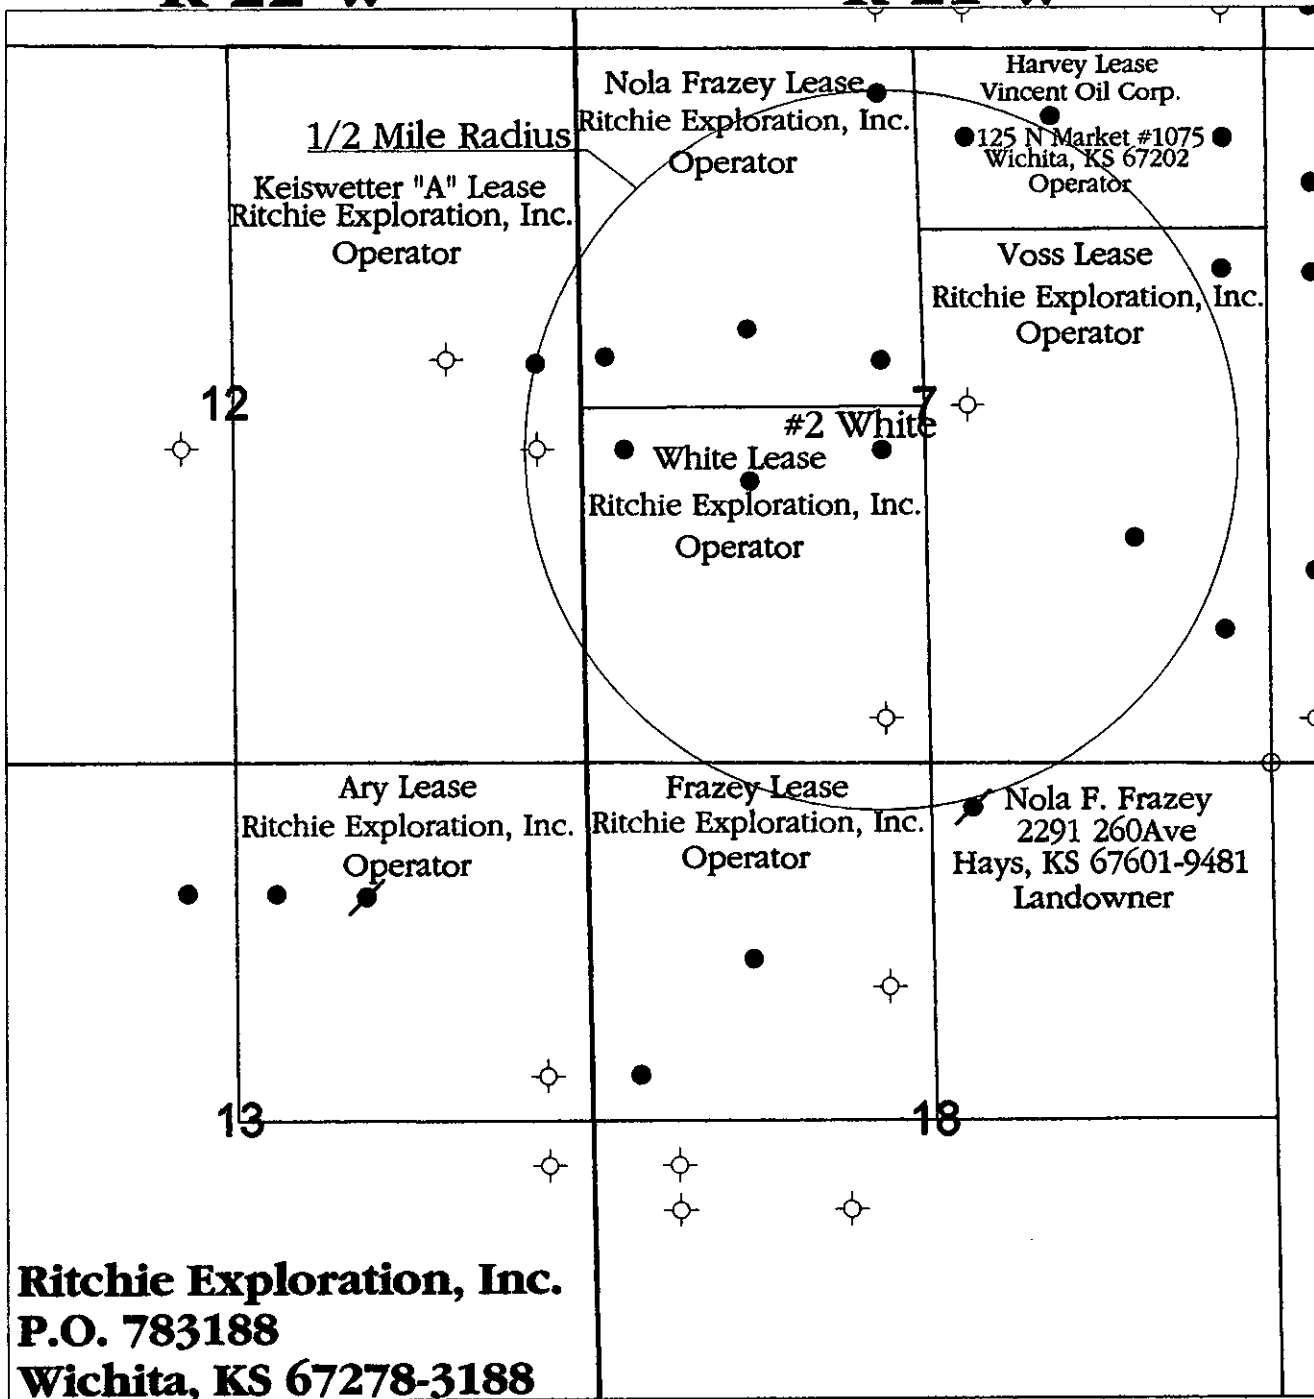 R 22 W
R 21 W
Nola Frazey Lease
Ritchie Exploration, Inc.
Operator
Harvey Lease
Vincent Oil Corp.
125 N Market #1075
Wichita, KS 67202
Operator
1/2 Mile Radius
Keiswetter "A" Lease
Ritchie Exploration, Inc.
Operator
Voss Lease
Ritchie Exploration, Inc.
Operator
12
7
#2 White
White Lease
Ritchie Exploration, Inc.
Operator
Ary Lease
Ritchie Exploration, Inc.
Operator
Frazey Lease
Ritchie Exploration, Inc.
Operator
Nola F. Frazey
2291 260Ave
Hays, KS 67601-9481
Landowner
13
18
Ritchie Exploration, Inc.
P.O. 783188
Wichita, KS 67278-3188